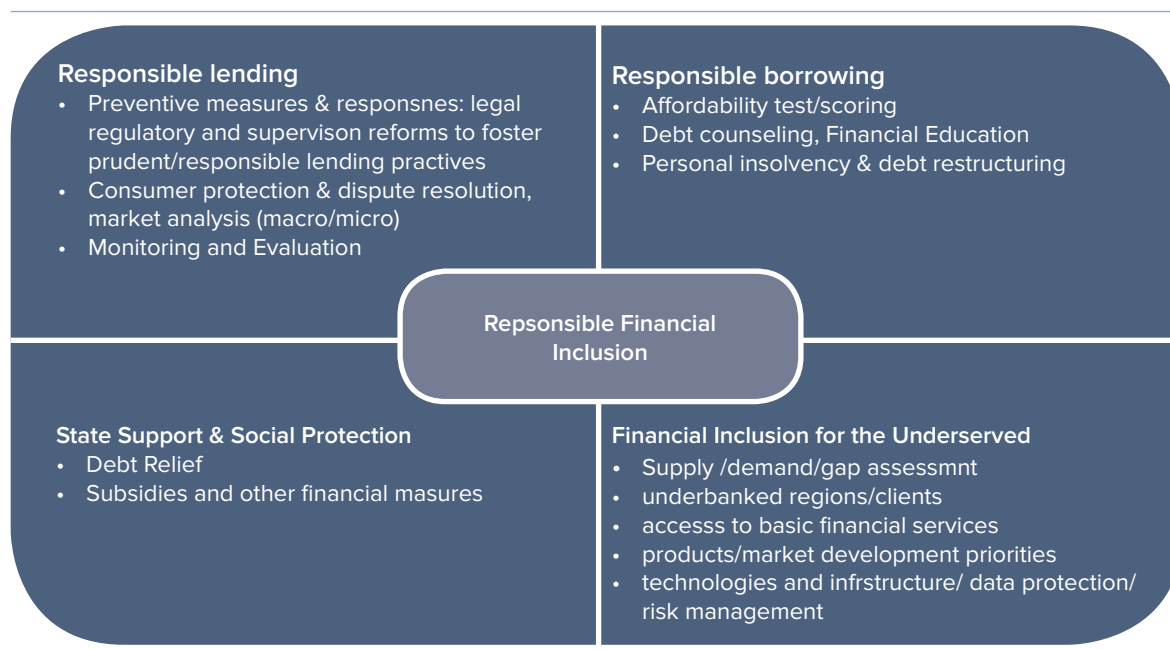 Responsible lending
• Preventive measures & responsnes: legal
regulatory and supervison reforms to foster
prudent/responsible lending practives
• Consumer protection & dispute resolution,
market analysis (macro/micro)
• Monitoring and Evaluation
Responsible borrowing
• Affordability test/scoring
• Debt counseling, Financial Education
• Personal insolvency & debt restructuring
Repsonsible Financial
Inclusion
State Support & Social Protection
• Debt Relief
• Subsidies and other financial masures
Financial Inclusion for the Underserved
• Supply /demand/gap assessmnt
• underbanked regions/clients
• accesss to basic financial services
• products/market development priorities
• technologies and infrstructure/ data protection/
risk management